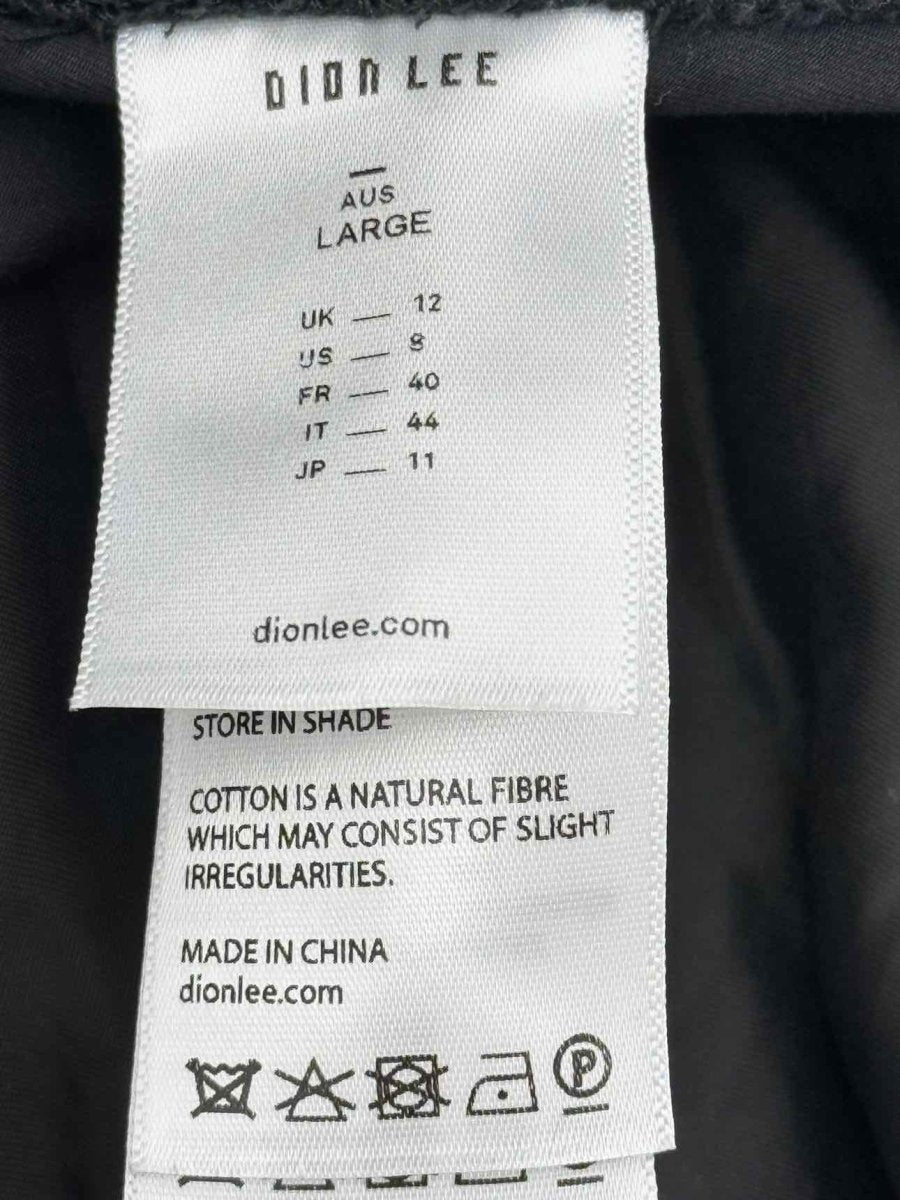 DION LEE
AUS
LARGE
UK — 12
US — 8
FR — 40
IT — 44
JP — 11
dionlee.com
STORE IN SHADE
COTTON IS A NATURAL FIBRE
WHICH MAY CONSIST OF SLIGHT
IRREGULARITIES.
MADE IN CHINA
dionlee.com
P